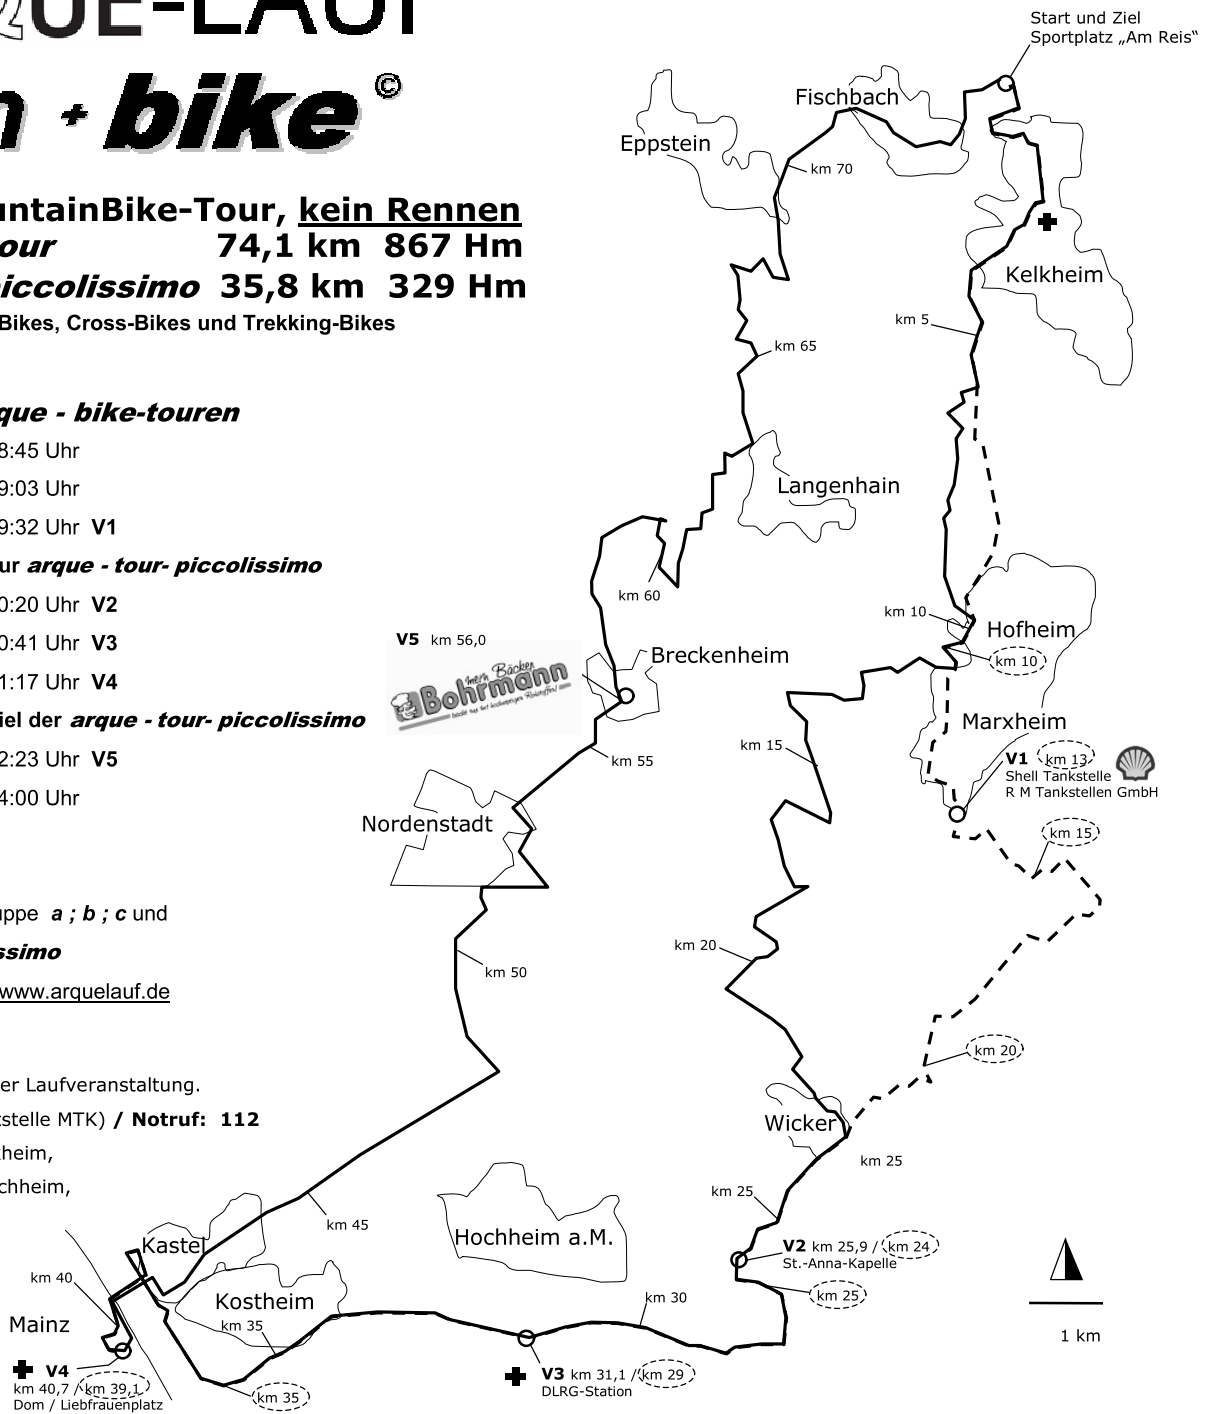 -LAUF
+ bike ©
untainBike-Tour, kein Rennen
our 74,1 km 867 Hm
piccolissimo 35,8 km 329 Hm
Bikes, Cross-Bikes und Trekking-Bikes
que - bike-touren
8:45 Uhr
9:03 Uhr
9:32 Uhr V1
ur arque - tour- piccolissimo
0:20 Uhr V2
0:41 Uhr V3
1:17 Uhr V4
iel der arque - tour- piccolissimo
2:23 Uhr V5
4:00 Uhr
uppe a ; b ; c und
ssimo
www.arquelauf.de
er Laufveranstaltung.
tstelle MTK) / Notruf: 112
kheim,
chheim,
Start und Ziel
Sportplatz „Am Reis“
Fischbach
Eppstein
km 70
Kelkheim
km 5
km 65
Langenhain
km 60
km 10
Hofheim
km 10
V5 km 56,0
mein Bäcker
Bohrmann
Breckenheim
Marxheim
km 15
km 55
V1 km 13
Shell Tankstelle
R M Tankstellen GmbH
Nordenstadt
km 15
km 20
km 50
km 20
Wicker
km 25
km 25
km 45
Hochheim a.M.
Kastel
V2 km 25,9 / km 24
St.-Anna-Kapelle
km 40
km 25
Kostheim
km 30
Mainz
km 35
1 km
V4
km 40,7 / km 39,1
Dom / Liebfrauenplatz
km 35
V3 km 31,1 / km 29
DLRG-Station